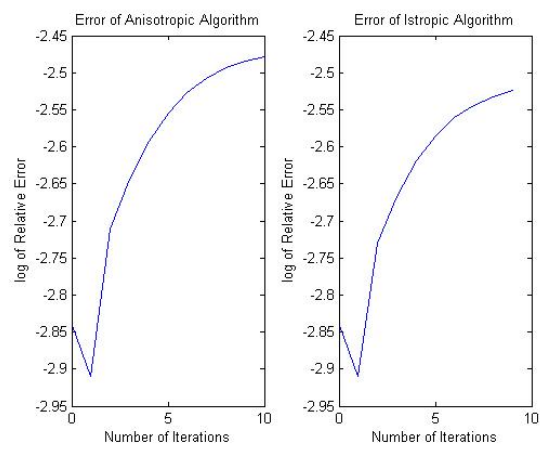 Error of Anisotropic Algorithm
-2.45
-2.5
-2.55
-2.6
-2.65
-2.7
-2.75
-2.8
-2.85
-2.9
-2.95
0 5 10
log of Relative Error
Number of Iterations
Error of Istropic Algorithm
-2.45
-2.5
-2.55
-2.6
-2.65
-2.7
-2.75
-2.8
-2.85
-2.9
-2.95
0 5 10
log of Relative Error
Number of Iterations